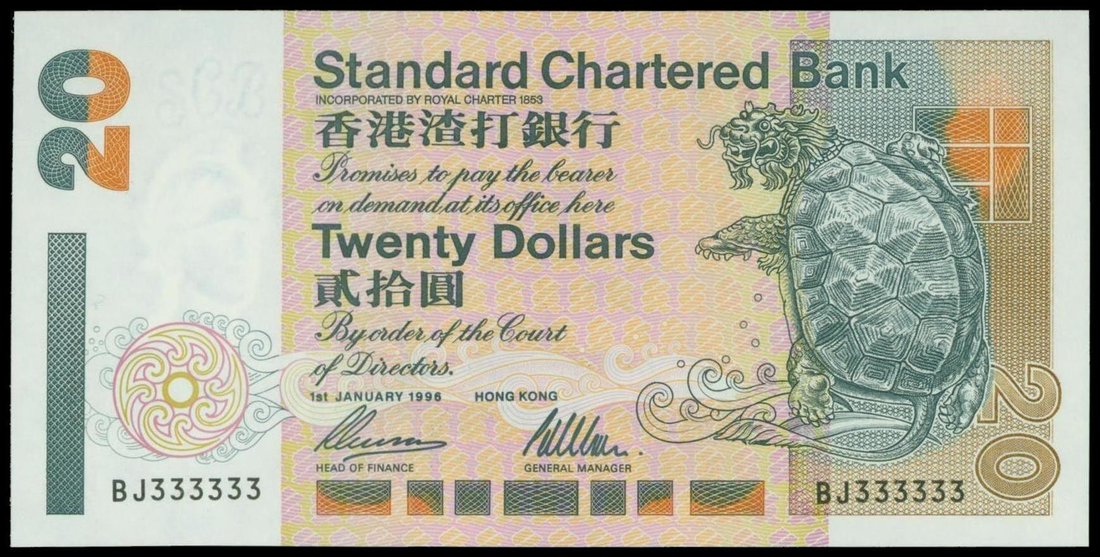 20
Standard Chartered Bank
INCORPORATED BY ROYAL CHARTER 1853
香港渣打銀行
Promises to pay the bearer
on demand at its office here
Twenty Dollars
貳拾圓
By order of the Court
of Directors.
1st JANUARY 1996 HONG KONG
HEAD OF FINANCE GENERAL MANAGER
BJ333333 BJ333333
20